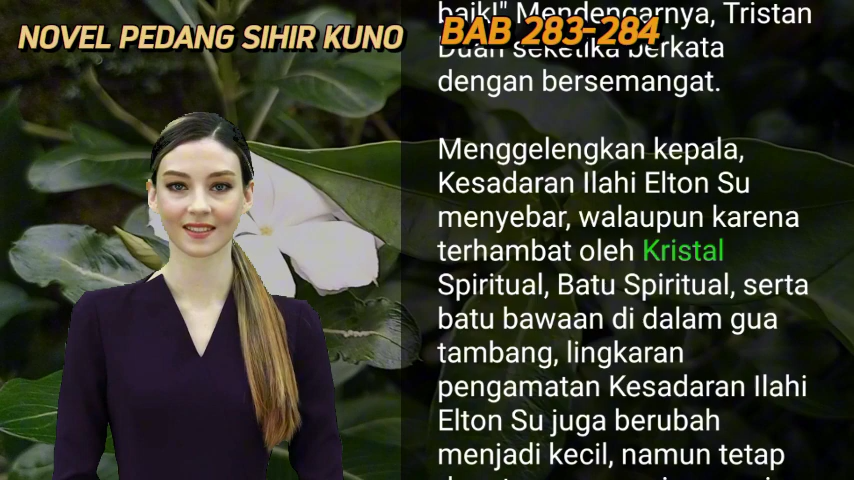 NOVEL PEDANG SIHIR KUNO
BAB 283-284
baik!" Mendengarnya, Tristan
Duan seketika berkata
dengan bersemangat.
Menggelengkan kepala,
Kesadaran Ilahi Elton Su
menyebar, walaupun karena
terhambat oleh Kristal
Spiritual, Batu Spiritual, serta
batu bawaan di dalam gua
tambang, lingkaran
pengamatan Kesadaran Ilahi
Elton Su juga berubah
menjadi kecil, namun tetap